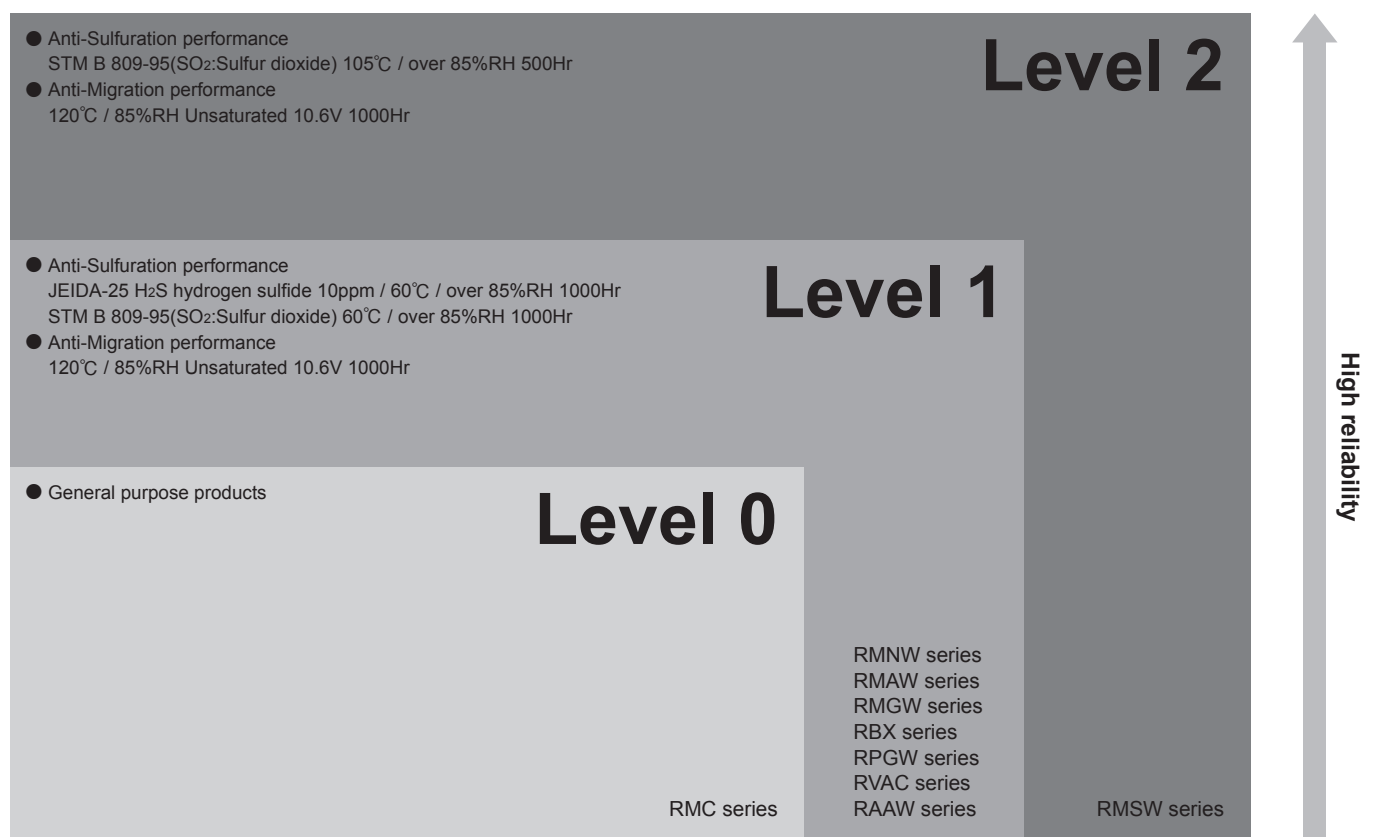 ● Anti-Sulfuration performance
STM B 809-95(SO2:Sulfur dioxide) 105℃ / over 85%RH 500Hr
● Anti-Migration performance
120℃ / 85%RH Unsaturated 10.6V 1000Hr
Level 2
● Anti-Sulfuration performance
JEIDA-25 H2S hydrogen sulfide 10ppm / 60℃ / over 85%RH 1000Hr
STM B 809-95(SO2:Sulfur dioxide) 60℃ / over 85%RH 1000Hr
● Anti-Migration performance
120℃ / 85%RH Unsaturated 10.6V 1000Hr
Level 1
● General purpose products
Level 0
RMC series
RMNW series
RMAW series
RMGW series
RBX series
RPGW series
RVAC series
RAAW series
RMSW series
High reliability